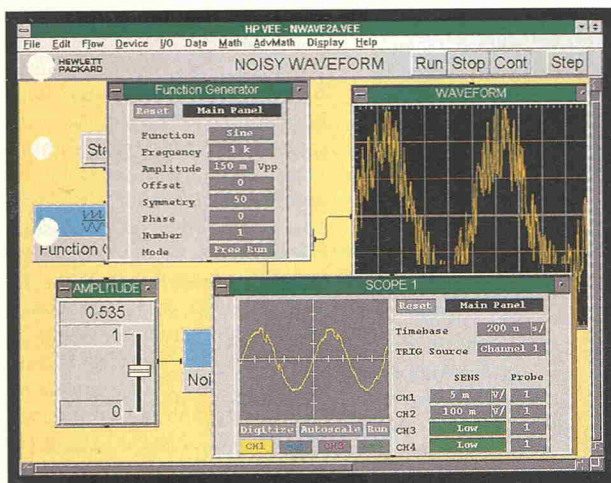 HP VEE - NWAVE2A.VEE
File Edit Flow Device I/O Data Math AdvMath Display Help
HEWLETT PACKARD NOISY WAVEFORM Run Stop Cont Step
Function Generator
Reset Main Panel
Function Sine
Frequency 1 k
Amplitude 150 m Vpp
Offset 0
Symmetry 50
Phase 0
Number 1
Mode Free Run
Sta
Function G
WAVEFORM
AMPLITUDE
0.535
1
0
Noi
SCOPE 1
Reset Main Panel
Timebase 200 u s/
TRIG Source Channel 1
SENS Probe
CH1 5 m V/ 1
CH2 100 m V/ 1
CH3 Low 1
CH4 Low 1
Digitize Autoscale Run
CH1 CH3